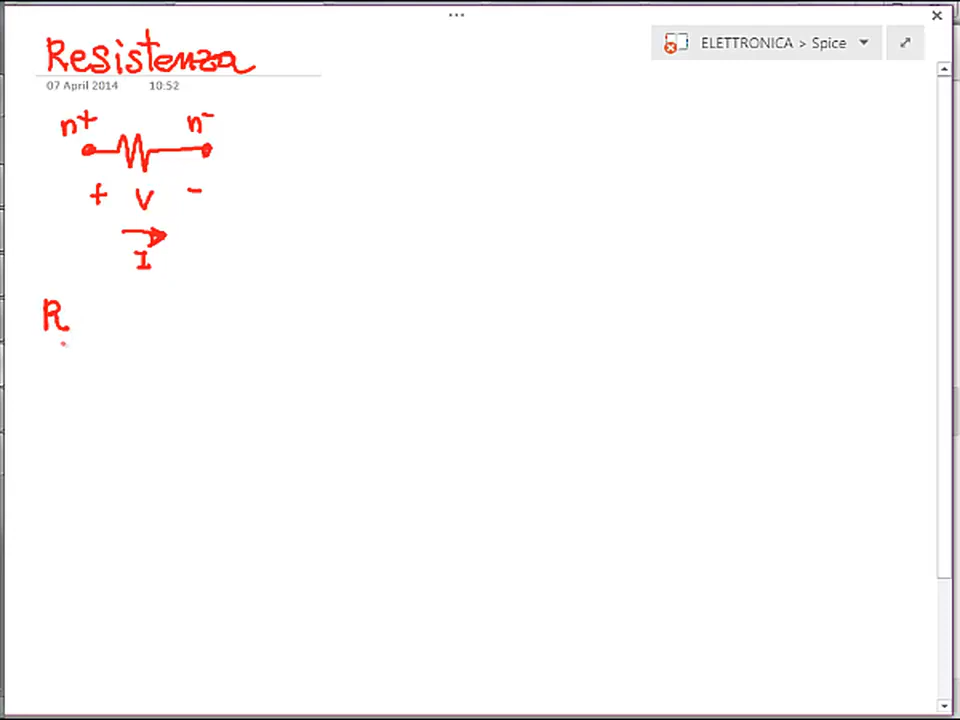 ...
ELETTRONICA > Spice
Resistenza
07 April 2014 10:52
n+ n-
+ V -
I
R